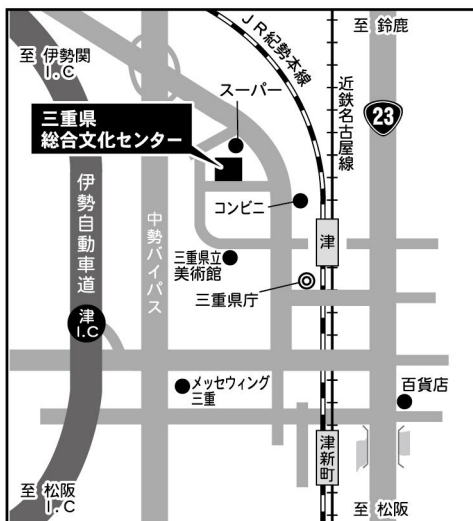 至 伊勢関
I.C
JR紀勢本線
至 鈴鹿
スーパー
近鉄名古屋線
23
三重県
総合文化センター
伊勢自動車道
中勢バイパス
コンビニ
津
三重県立
美術館
三重県庁
津
I.C
メッセウィング
三重
百貨店
津新町
至 松阪
I.C
至 松阪